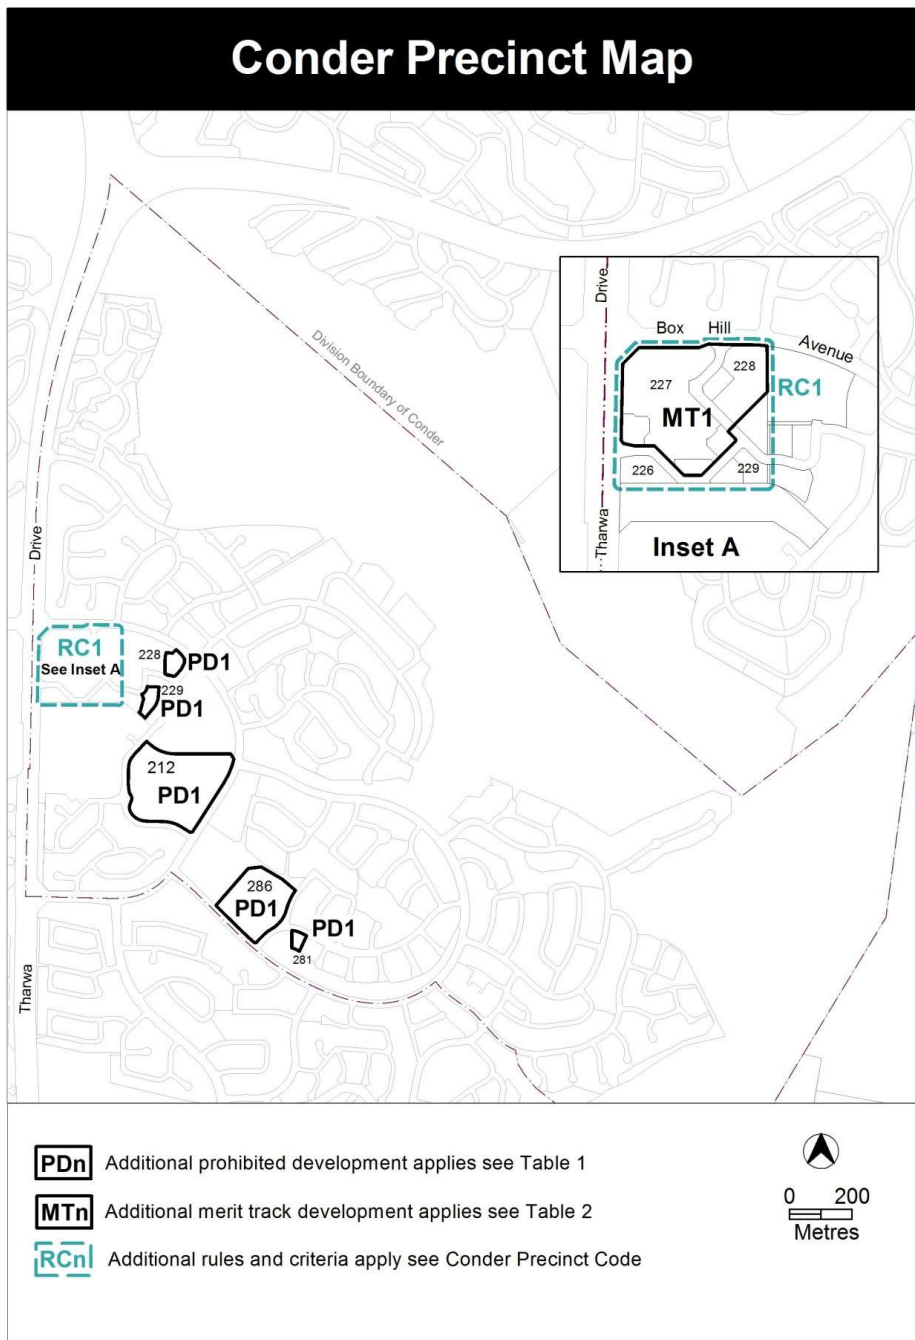 Conder Precinct Map
Division Boundary of Conder
Drive
Box Hill
Avenue
228
227
RC1
MT1
226
229
Tharwa
Inset A
Drive
RC1
See Inset A
228
PD1
229
PD1
212
PD1
286
PD1
PD1
281
Tharwa
PDn Additional prohibited development applies see Table 1
MTn Additional merit track development applies see Table 2
RCn Additional rules and criteria apply see Conder Precinct Code
0 200
Metres